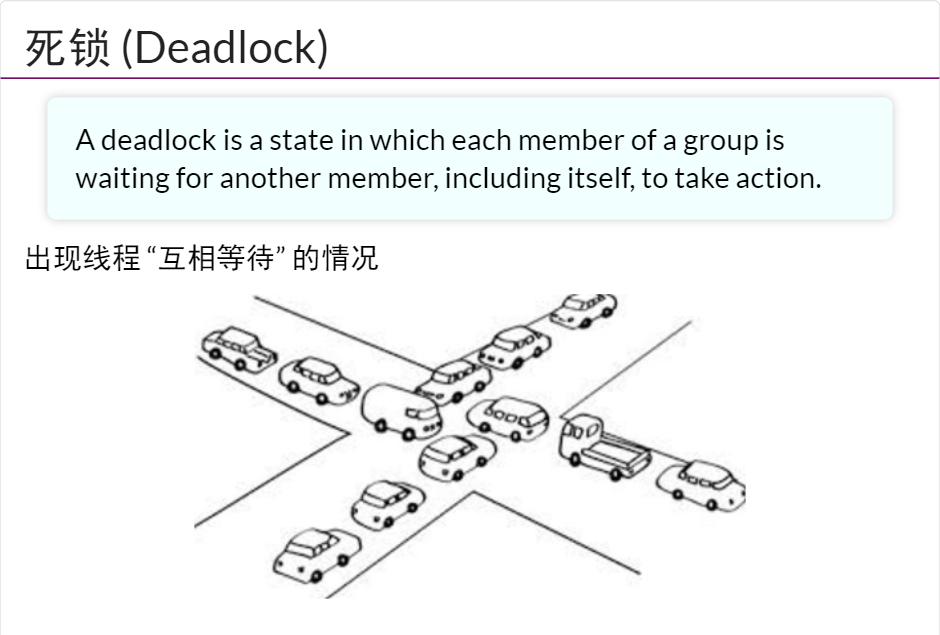 死锁 (Deadlock)
A deadlock is a state in which each member of a group is
waiting for another member, including itself, to take action.
出现线程 “互相等待” 的情况